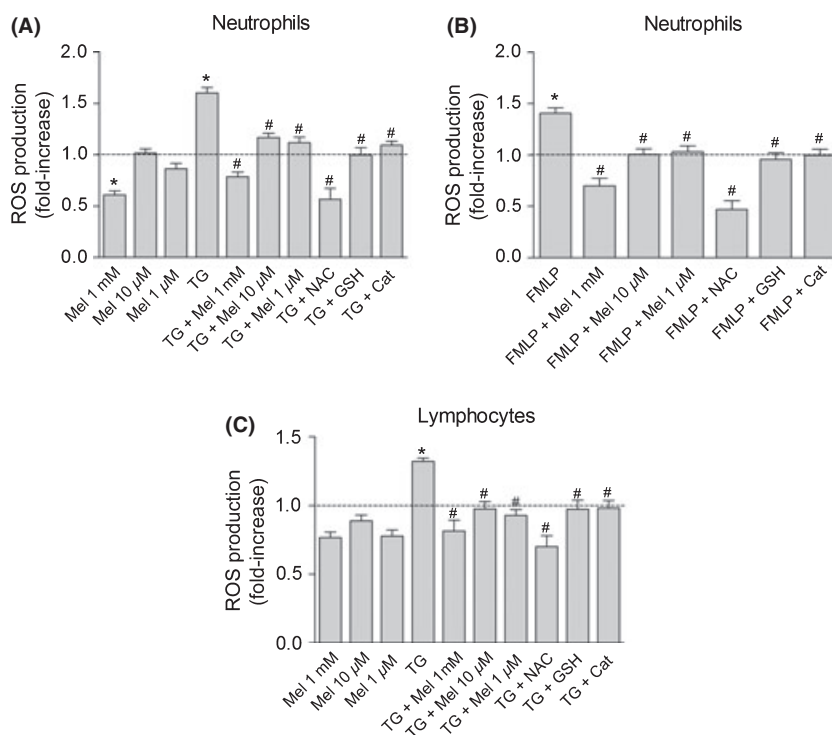 (A)
Neutrophils
ROS production
(fold-increase)
2.0
1.5
1.0
0.5
0.0
*
*
#
#
#
#
#
#
Mel 1 mM
Mel 10 µM
Mel 1 µM
TG
TG + Mel 1mM
TG + Mel 10 µM
TG + Mel 1 µM
TG + NAC
TG + GSH
TG + Cat
(B)
Neutrophils
ROS production
(fold-increase)
2.0
1.5
1.0
0.5
0.0
*
#
#
#
#
#
#
FMLP
FMLP + Mel 1 mM
FMLP + Mel 10 µM
FMLP + Mel 1 µM
FMLP + NAC
FMLP + GSH
FMLP + Cat
(C)
Lymphocytes
ROS production
(fold-increase)
1.5
1.0
0.5
0.0
*
#
#
#
#
#
#
Mel 1 mM
Mel 10 µM
Mel 1 µM
TG
TG + Mel 1mM
TG + Mel 10 µM
TG + Mel 1 µM
TG + NAC
TG + GSH
TG + Cat